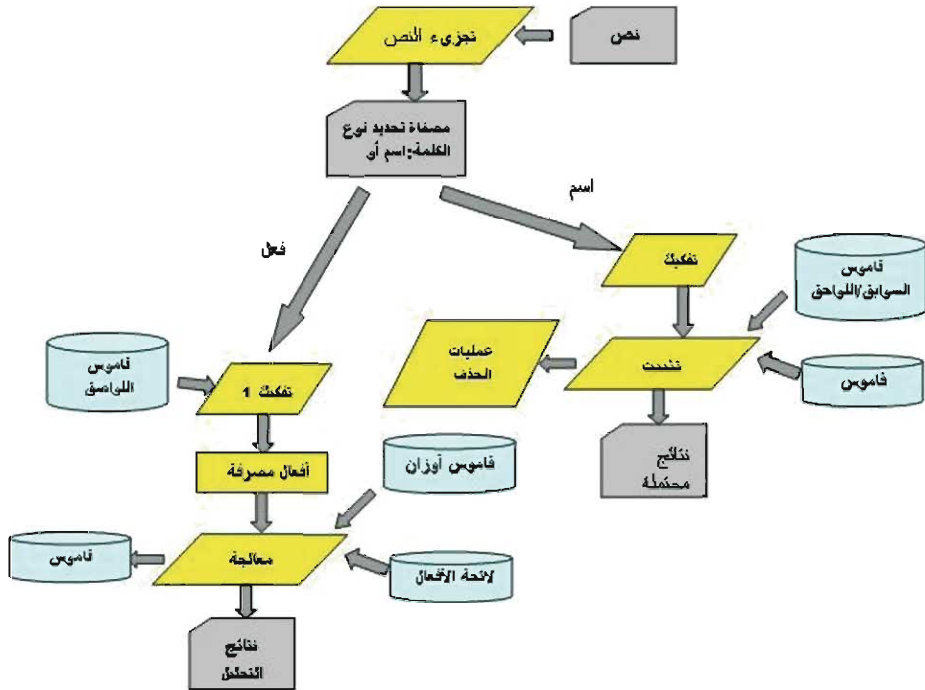 نص
تجزيء النص
مصفاة تحديد نوع
الكلمة:اسم أو
اسم
فعل
تفكيك
قاموس
السوابق/اللواحق
تثبيت
عمليات
الحذف
قاموس
نتائج
محتملة
قاموس
اللواصق
تفكيك 1
أفعال مصرفة
قاموس أوزان
معالجة
قاموس
لائحة الأفعال
نتائج
التحليل